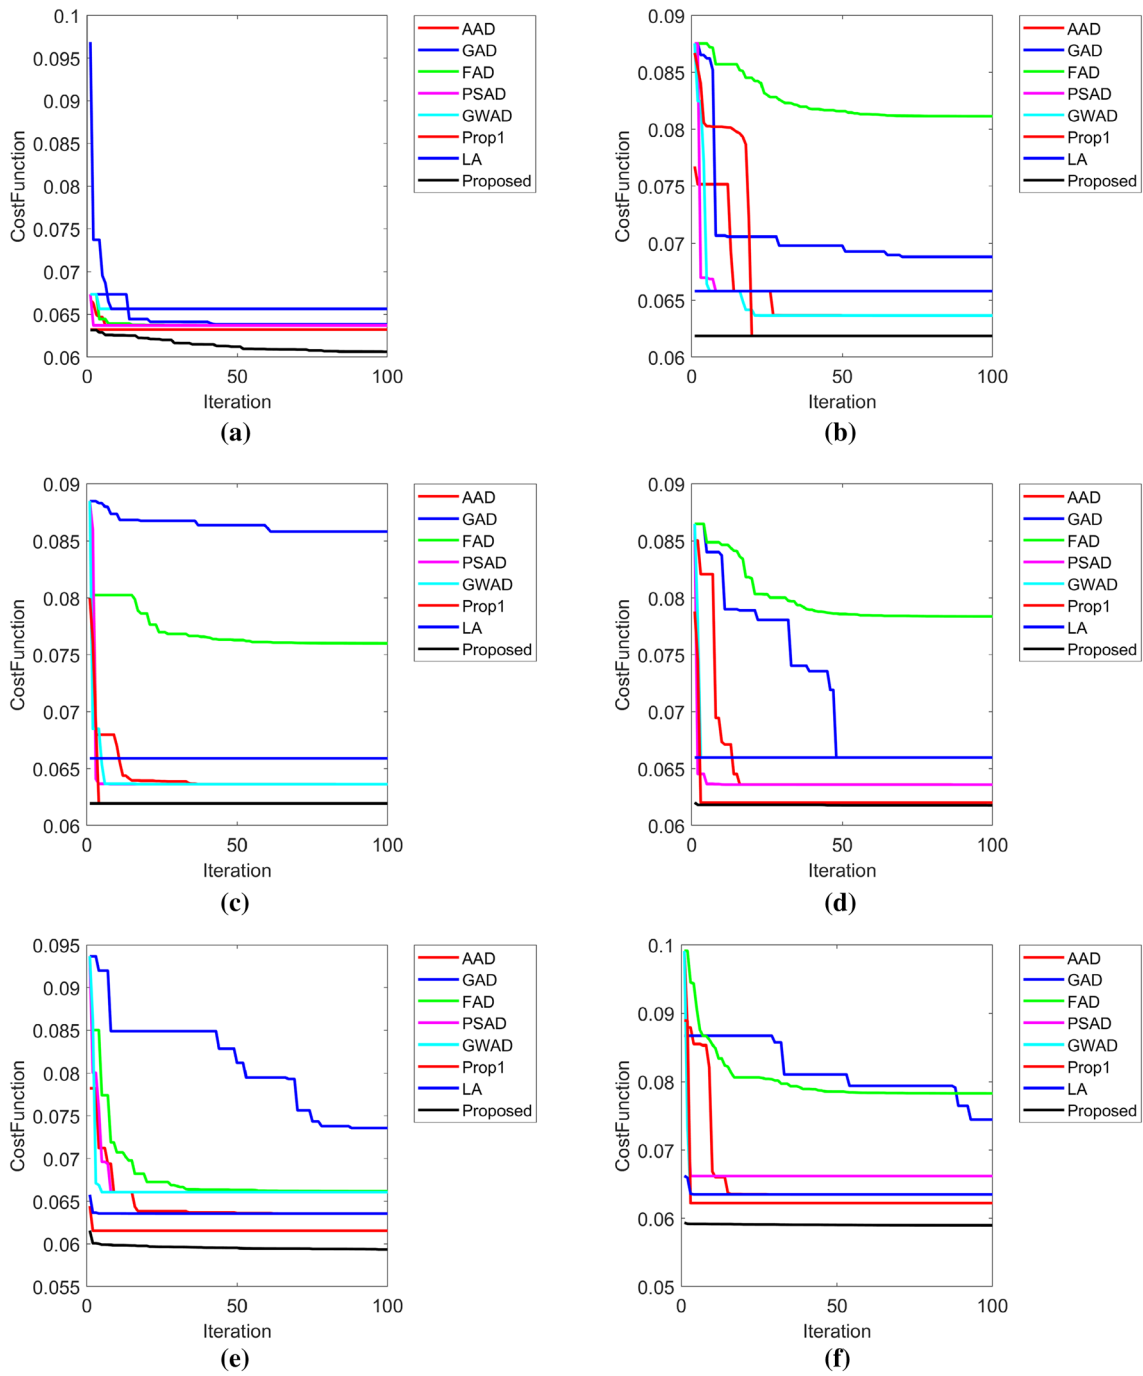 0.1
0.095
0.09
0.085
0.08
0.075
0.07
0.065
0.06
CostFunction
0
50
100
Iteration
AAD
GAD
FAD
PSAD
GWAD
Prop1
LA
Proposed
(a)
0.09
0.085
0.08
0.075
0.07
0.065
0.06
CostFunction
0
50
100
Iteration
AAD
GAD
FAD
PSAD
GWAD
Prop1
LA
Proposed
(b)
0.09
0.085
0.08
0.075
0.07
0.065
0.06
CostFunction
0
50
100
Iteration
AAD
GAD
FAD
PSAD
GWAD
Prop1
LA
Proposed
(c)
0.09
0.085
0.08
0.075
0.07
0.065
0.06
CostFunction
0
50
100
Iteration
AAD
GAD
FAD
PSAD
GWAD
Prop1
LA
Proposed
(d)
0.095
0.09
0.085
0.08
0.075
0.07
0.065
0.06
0.055
CostFunction
0
50
100
Iteration
AAD
GAD
FAD
PSAD
GWAD
Prop1
LA
Proposed
(e)
0.1
0.09
0.08
0.07
0.06
0.05
CostFunction
0
50
100
Iteration
AAD
GAD
FAD
PSAD
GWAD
Prop1
LA
Proposed
(f)